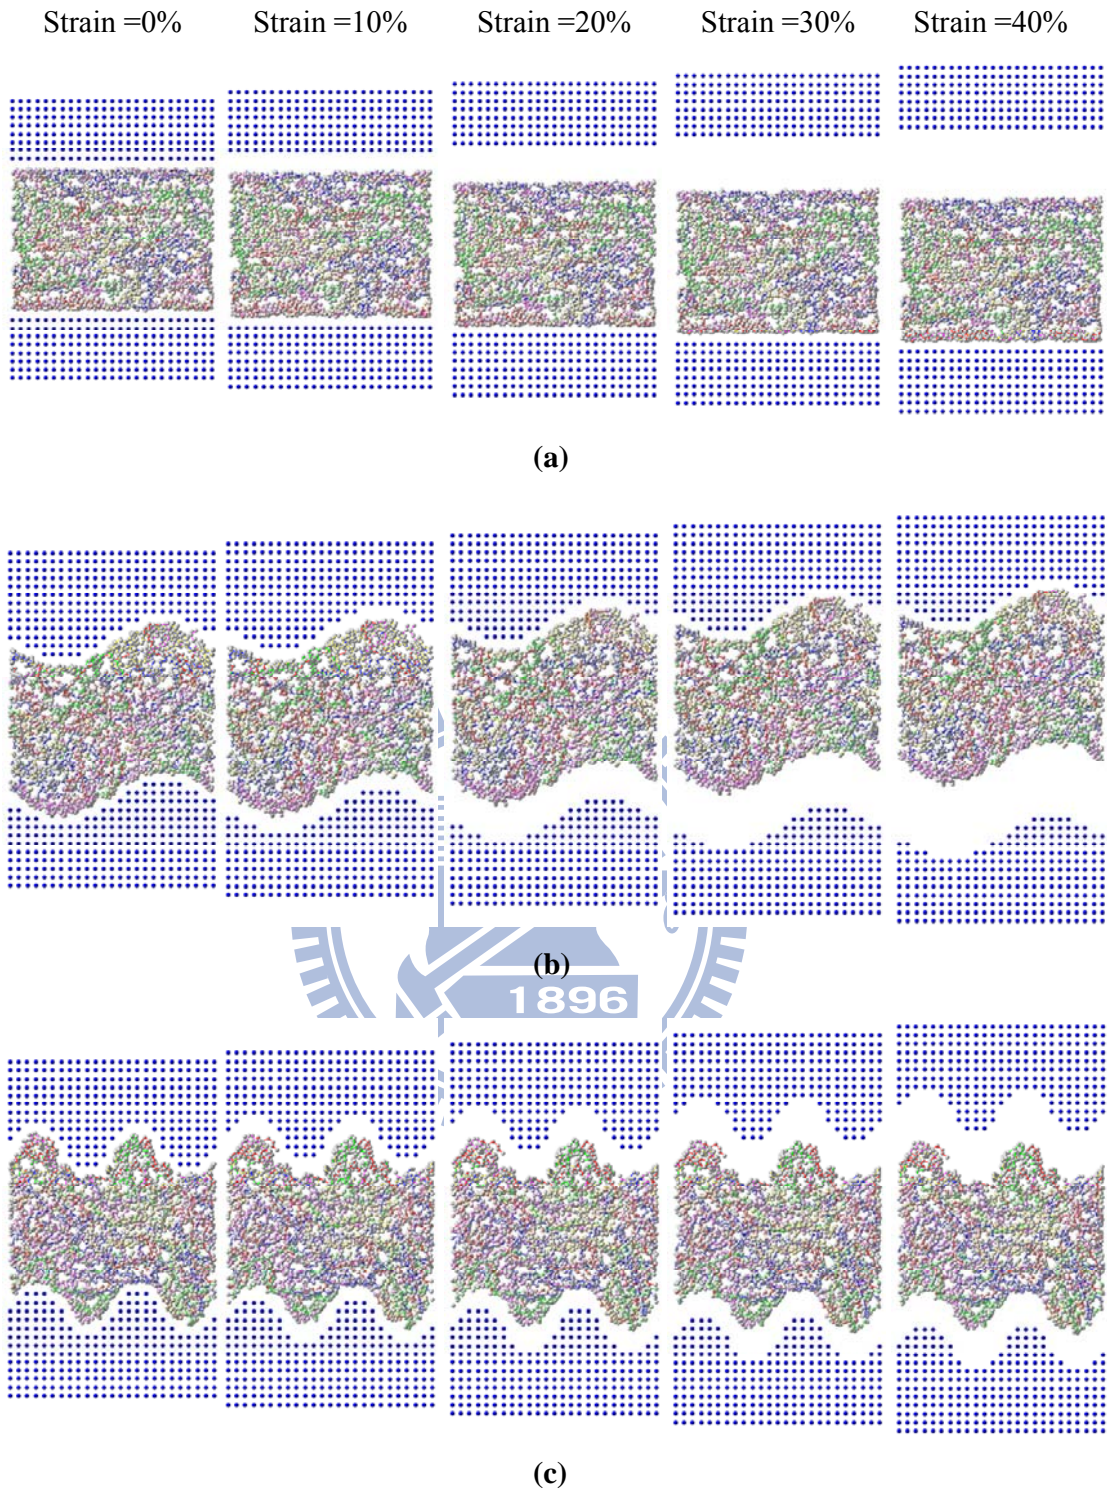 Strain =0% Strain =10% Strain =20% Strain =30% Strain =40%
(a)
(b)
1896
(c)